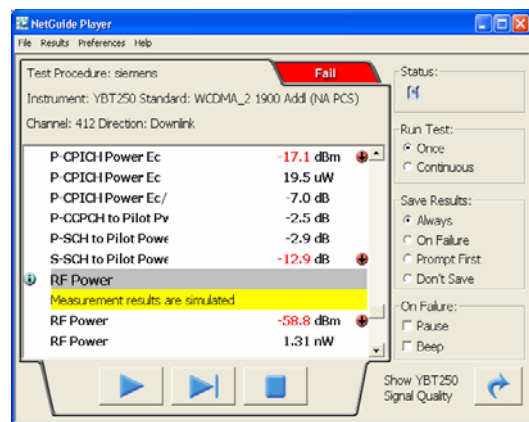 NetGuide Player
File Results Preferences Help
Test Procedure: siemens
Fail
Instrument: YBT250 Standard: WCDMA_2 1900 Addl (NA PCS)
Channel: 412 Direction: Downlink
P-CPICH Power Ec -17.1 dBm
P-CPICH Power Ec 19.5 uW
P-CPICH Power Ec/ -7.0 dB
P-CCPCH to Pilot Pw -2.5 dB
P-SCH to Pilot Powe -2.9 dB
S-SCH to Pilot Powe -12.9 dB
RF Power
Measurement results are simulated
RF Power -58.8 dBm
RF Power 1.31 nW
Status:
Run Test:
Once
Continuous
Save Results:
Always
On Failure
Prompt First
Don't Save
On Failure:
Pause
Beep
Show YBT250
Signal Quality